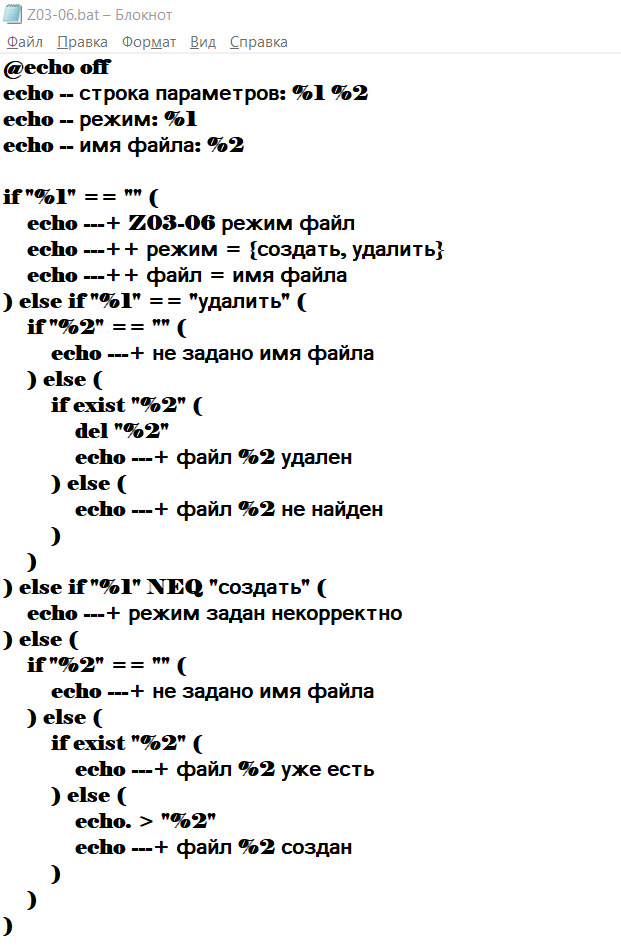 Z03-06.bat – Блокнот
Файл Правка Формат Вид Справка
@echo off
echo -- строка параметров: %1 %2
echo -- режим: %1
echo -- имя файла: %2
if "%1" == "" (
echo ---+ Z03-06 режим файл
echo ---++ режим = {создать, удалить}
echo ---++ файл = имя файла
) else if "%1" == "удалить" (
if "%2" == "" (
echo ---+ не задано имя файла
) else (
if exist "%2" (
del "%2"
echo ---+ файл %2 удален
) else (
echo ---+ файл %2 не найден
)
)
) else if "%1" NEQ "создать" (
echo ---+ режим задан некорректно
) else (
if "%2" == "" (
echo ---+ не задано имя файла
) else (
if exist "%2" (
echo ---+ файл %2 уже есть
) else (
echo. > "%2"
echo ---+ файл %2 создан
)
)
)